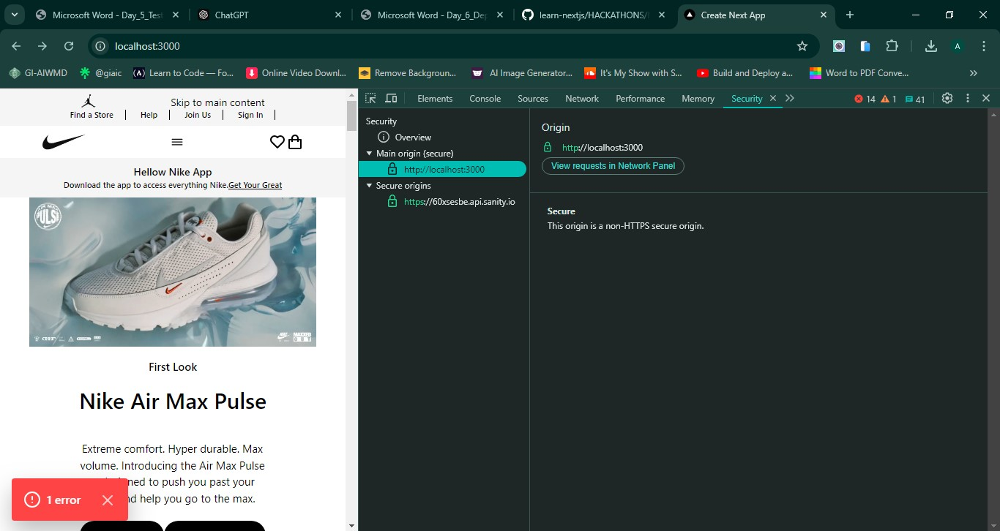 Microsoft Word - Day_5_Test
ChatGPT
Microsoft Word - Day_6_Dep
learn-nextjs/HACKATHONS/
Create Next App
localhost:3000
A
GI-AIWMD
@giaic
Learn to Code — Fo...
Online Video Downl...
Remove Backgroun...
AI Image Generator...
It's My Show with S...
Build and Deploy a...
Word to PDF Conve...
Skip to main content
Find a Store
Help
Join Us
Sign In
Hellow Nike App
Download the app to access everything Nike.Get Your Great
PULSE
First Look
Nike Air Max Pulse
Extreme comfort. Hyper durable. Max
volume. Introducing the Air Max Pulse
ned to push you past your
nd help you go to the max.
1 error
Elements
Console
Sources
Network
Performance
Memory
Security
14
1
41
Security
Overview
Main origin (secure)
http://localhost:3000
Secure origins
https://60xsesbe.api.sanity.io
Origin
http://localhost:3000
View requests in Network Panel
Secure
This origin is a non-HTTPS secure origin.